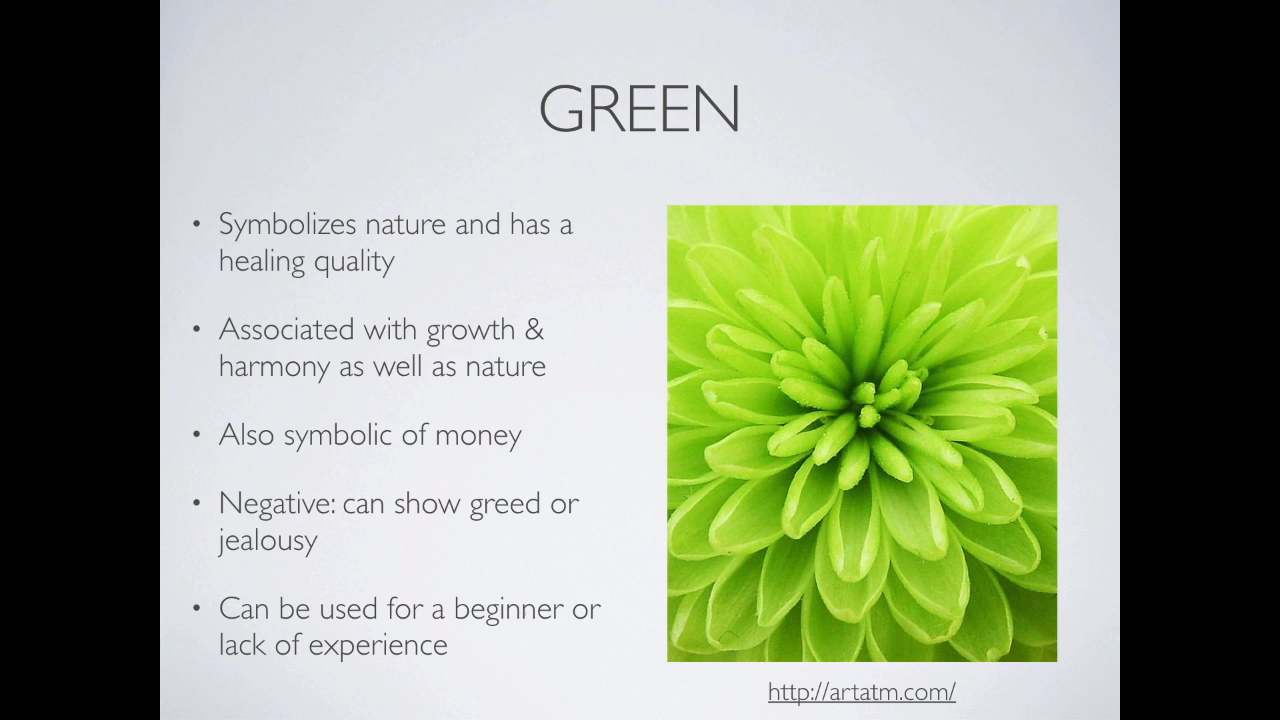 GREEN
• Symbolizes nature and has a
healing quality
• Associated with growth &
harmony as well as nature
• Also symbolic of money
• Negative: can show greed or
jealousy
• Can be used for a beginner or
lack of experience
http://artatm.com/